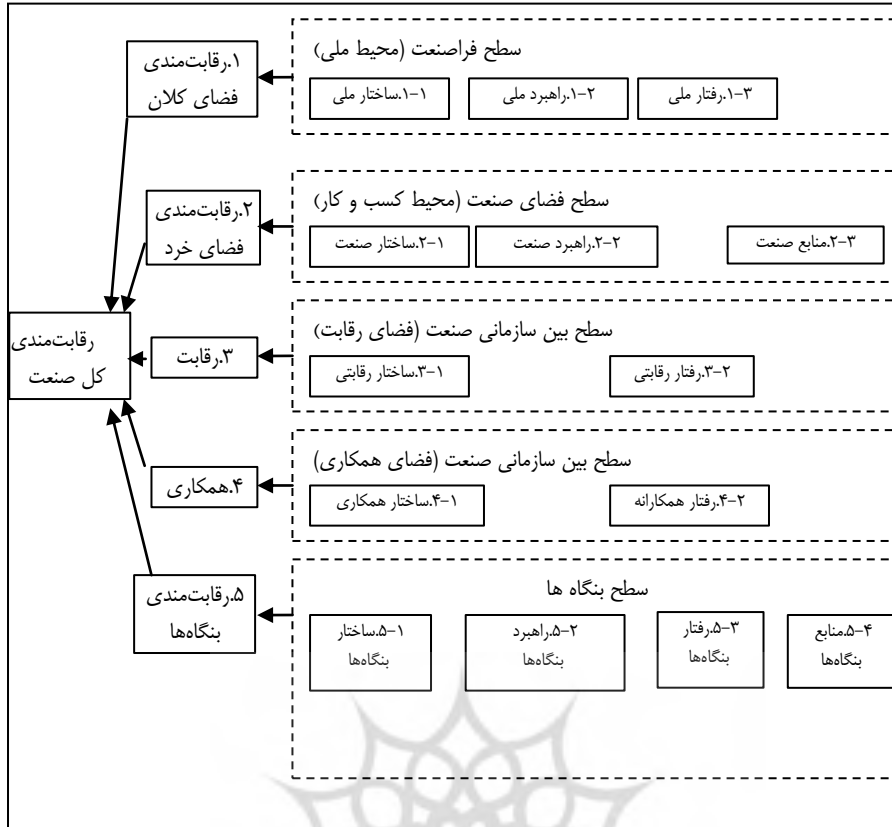 سطح فراصنعت (محیط ملی)
۱-۱.ساختار ملی
۱-۲.راهبرد ملی
۱-۳.رفتار ملی
۱.رقابت‌مندی
فضای کلان
سطح فضای صنعت (محیط کسب و کار)
۲-۱.ساختار صنعت
۲-۲.راهبرد صنعت
۲-۳.منابع صنعت
۲.رقابت‌مندی
فضای خرد
سطح بین سازمانی صنعت (فضای رقابت)
۳-۱.ساختار رقابتی
۳-۲.رفتار رقابتی
۳.رقابت
رقابت‌مندی
کل صنعت
سطح بین سازمانی صنعت (فضای همکاری)
۴-۱.ساختار همکاری
۴-۲.رفتار همکارانه
۴.همکاری
سطح بنگاه ها
۵-۱.ساختار
بنگاه‌ها
۵-۲.راهبرد
بنگاه‌ها
۵-۳.رفتار
بنگاه‌ها
۵-۴.منابع
بنگاه‌ها
۵.رقابت‌مندی
بنگاه‌ها